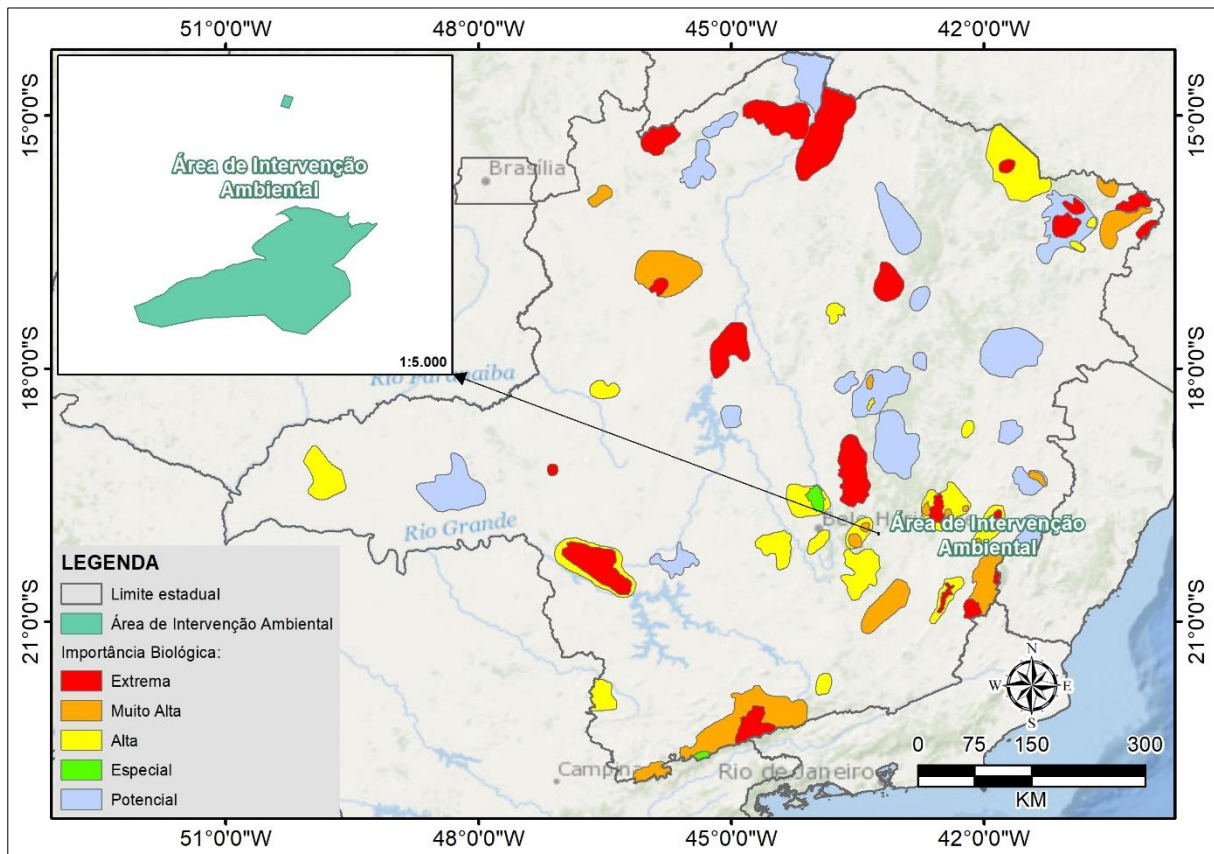 51°0'0"W 48°0'0"W 45°0'0"W 42°0'0"W
15°0'0"S
18°0'0"S
21°0'0"S
Área de Intervenção
Ambiental
1:5.000
Brasília
Rio Paranaíba
Rio Grande
Área de Intervenção
Ambiental
Rio de Janeiro
LEGENDA
Limite estadual
Área de Intervenção Ambiental
Importância Biológica:
Extrema
Muito Alta
Alta
Especial
Potencial
N
W E
S
0 75 150 300
KM
15°0'0"S
18°0'0"S
21°0'0"S
51°0'0"W 48°0'0"W 45°0'0"W 42°0'0"W